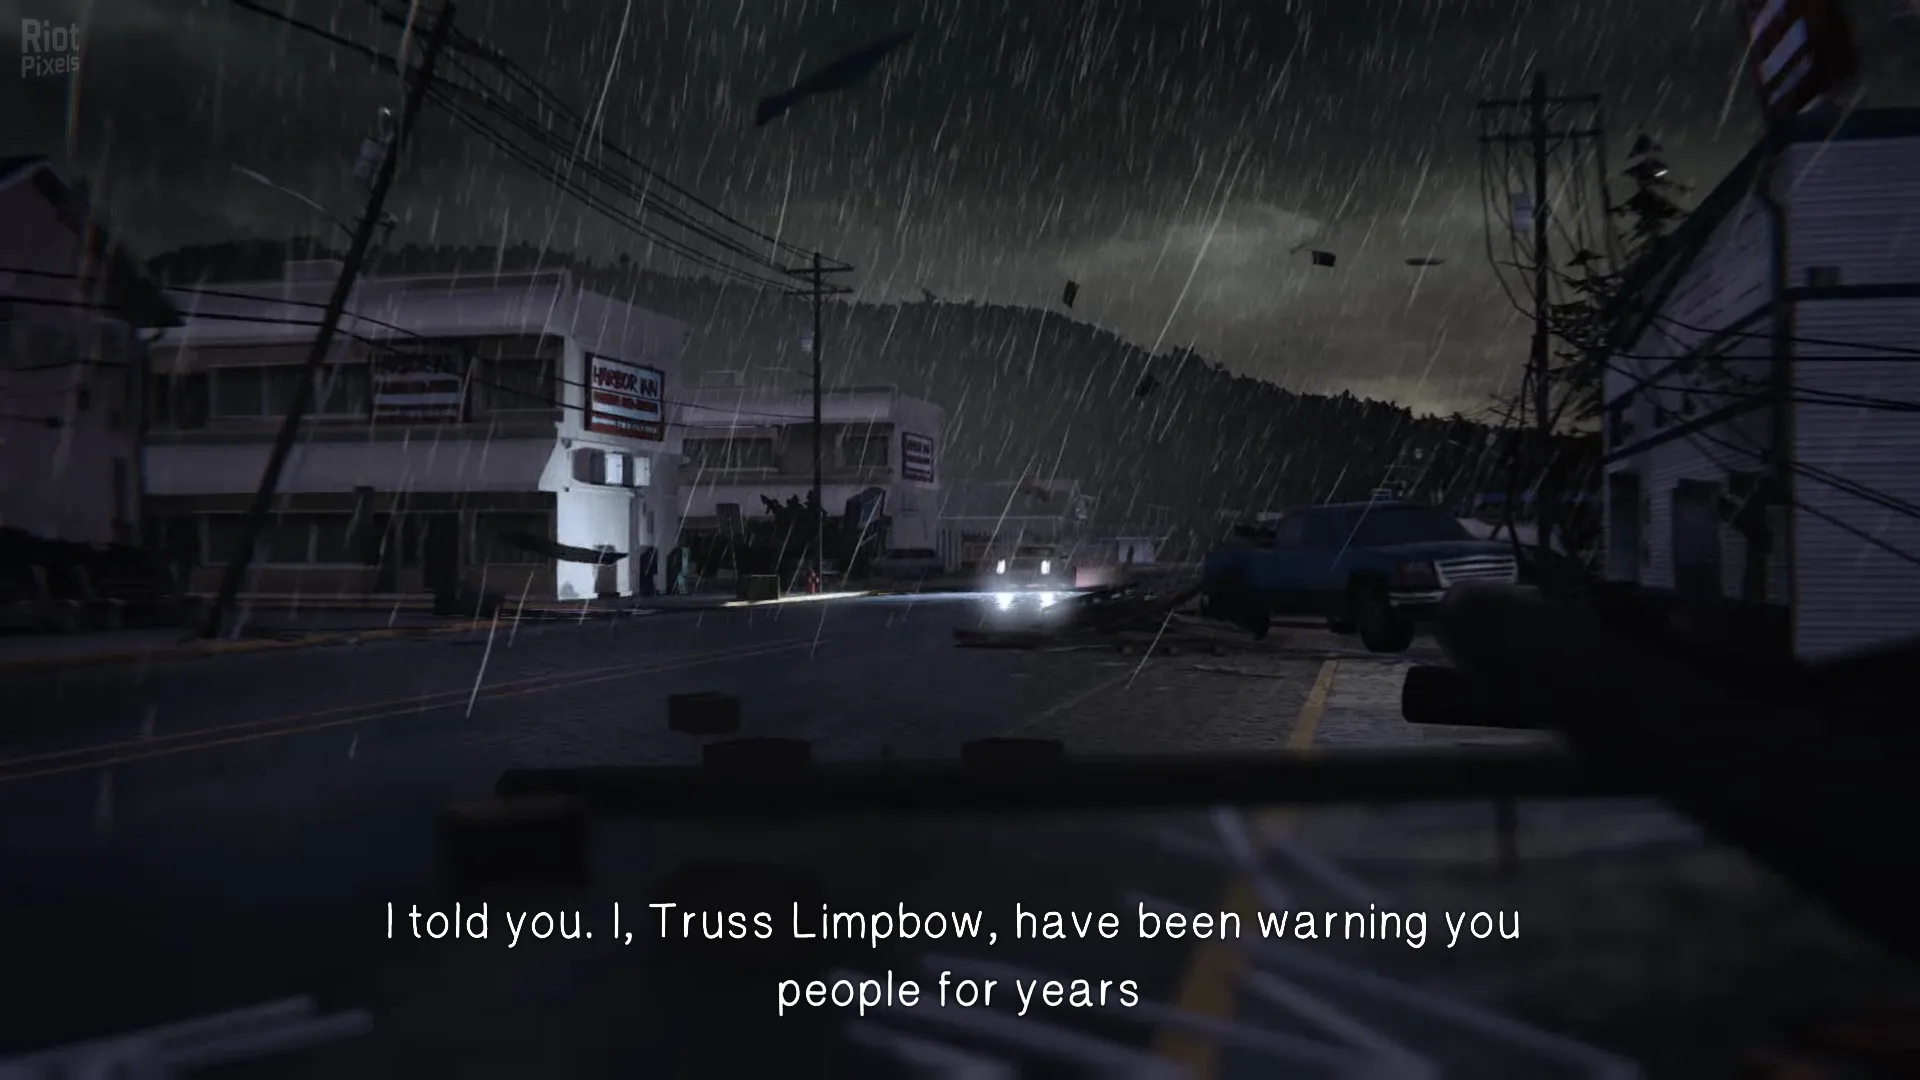 Riot
Pixels
HARBOR INN
I told you. I, Truss Limpbow, have been warning you
people for years